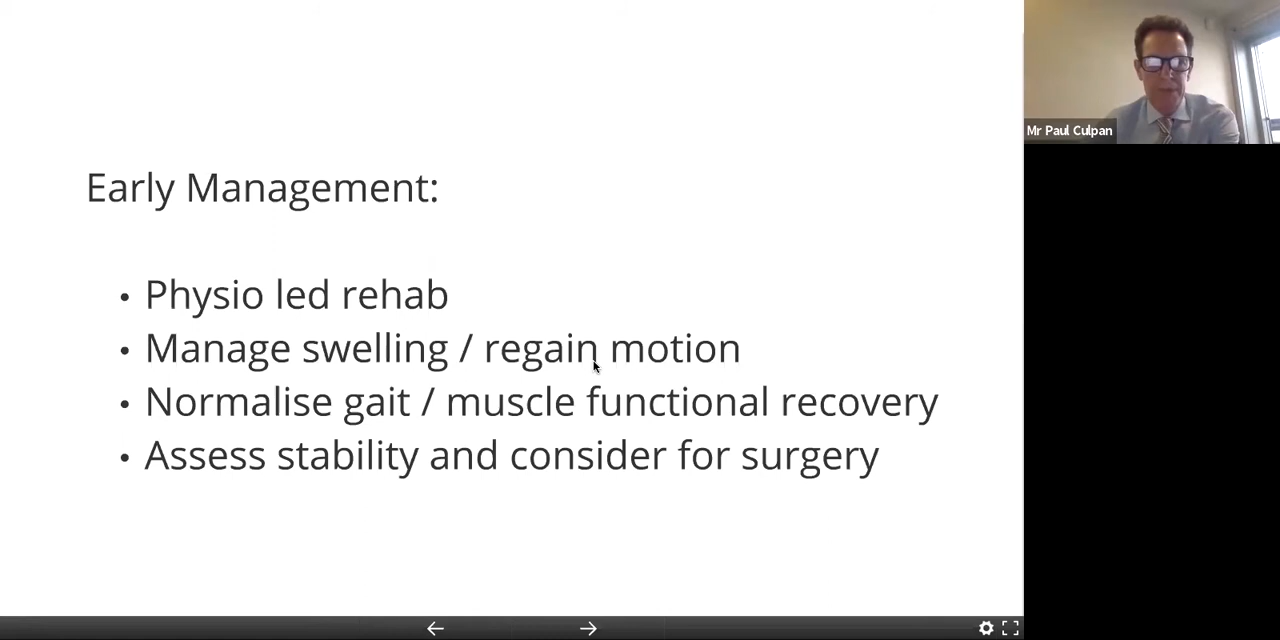 Early Management:
• Physio led rehab
• Manage swelling / regain motion
• Normalise gait / muscle functional recovery
• Assess stability and consider for surgery
Mr Paul Culpan